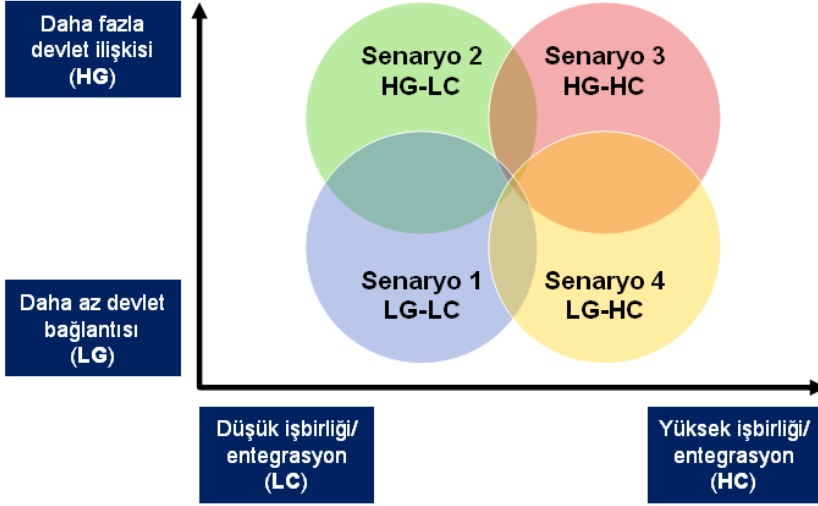 Daha fazla
devlet ilişkisi
(HG)
Senaryo 2
HG-LC
Senaryo 3
HG-HC
Daha az devlet
bağlantısı
(LG)
Senaryo 1
LG-LC
Senaryo 4
LG-HC
Düşük işbirliği/
entegrasyon
(LC)
Yüksek işbirliği/
entegrasyon
(HC)